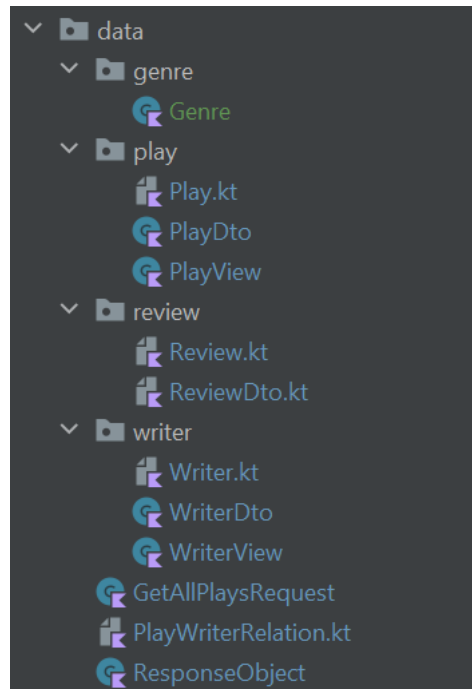 data
genre
Genre
play
Play.kt
PlayDto
PlayView
review
Review.kt
ReviewDto.kt
writer
Writer.kt
WriterDto
WriterView
GetAllPlaysRequest
PlayWriterRelation.kt
ResponseObject